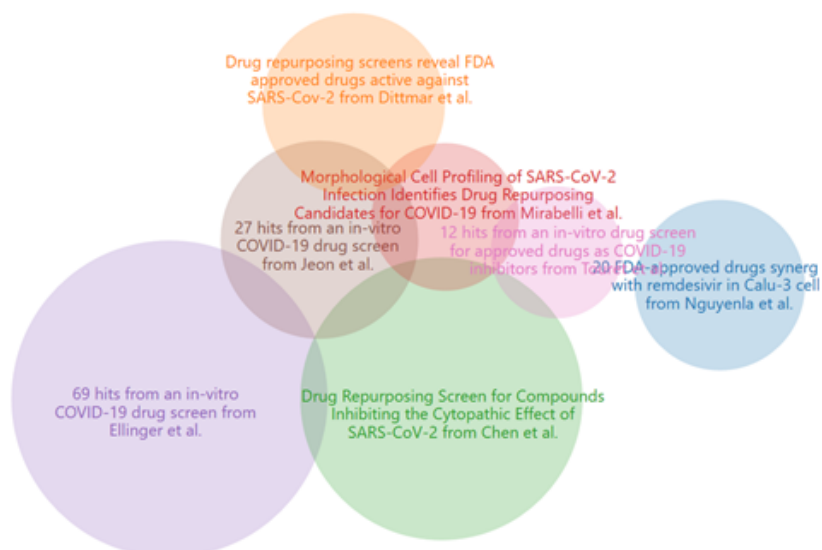 Drug repurposing screens reveal FDA
approved drugs active against
SARS-Cov-2 from Dittmar et al.
Morphological Cell Profiling of SARS-CoV-2
Infection Identifies Drug Repurposing
Candidates for COVID-19 from Mirabelli et al.
27 hits from an in-vitro
COVID-19 drug screen
from Jeon et al.
12 hits from an in-vitro drug screen
for approved drugs as COVID-19
inhibitors from
20 FDA-approved drugs synerg
with remdesivir in Calu-3 cell
from Nguyenla et al.
69 hits from an in-vitro
COVID-19 drug screen from
Ellinger et al.
Drug Repurposing Screen for Compounds
Inhibiting the Cytopathic Effect of
SARS-CoV-2 from Chen et al.